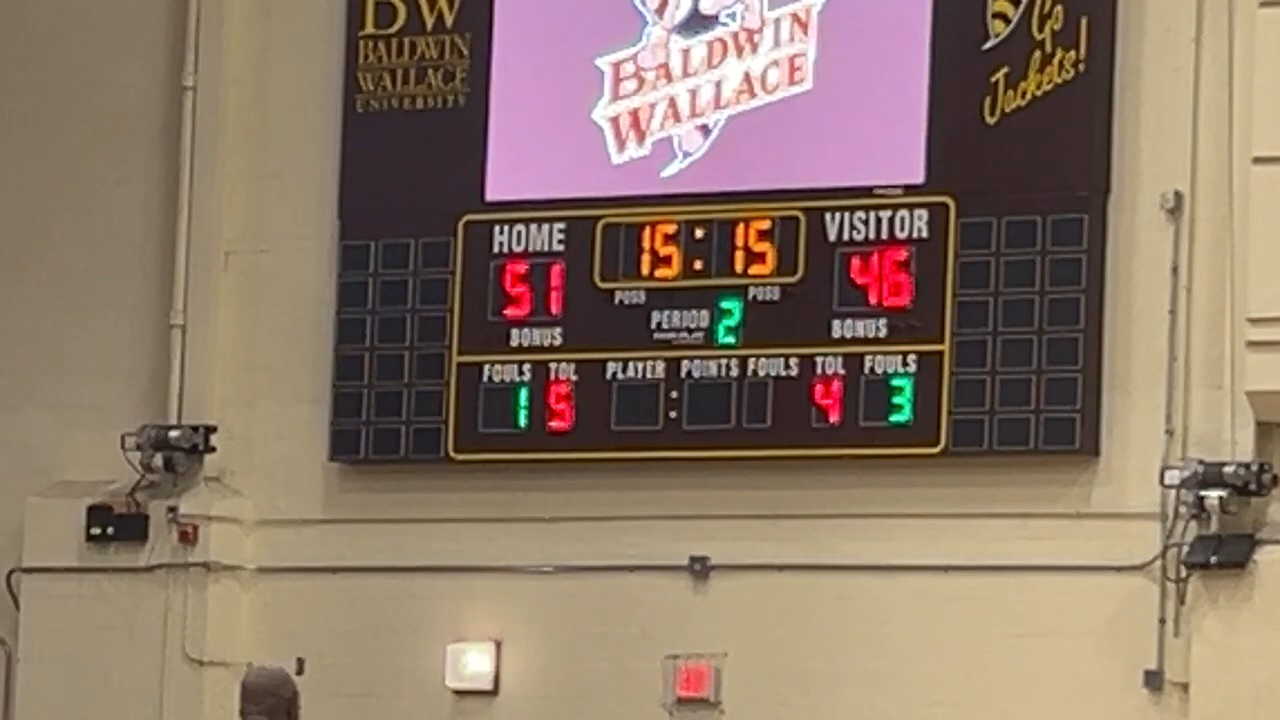 BW
BALDWIN
WALLACE
UNIVERSITY
BALDWIN
WALLACE
Go
Jackets!
HOME 15:15 VISITOR
51 46
POSS POSS
PERIOD 2
BONUS BONUS
FOULS TOL PLAYER POINTS FOULS TOL FOULS
1 5 : 4 3